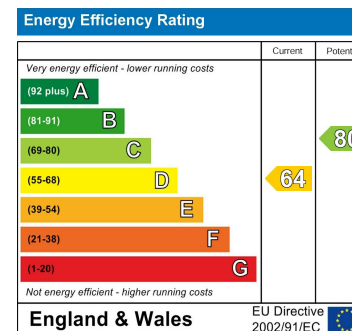 Energy Efficiency Rating
Current
Very energy efficient - lower running costs
(92 plus) A
(81-91) B
(69-80) C
(55-68) D
64
(39-54) E
(21-38) F
(1-20) G
Not energy efficient - higher running costs
England & Wales
EU Directive
2002/91/EC